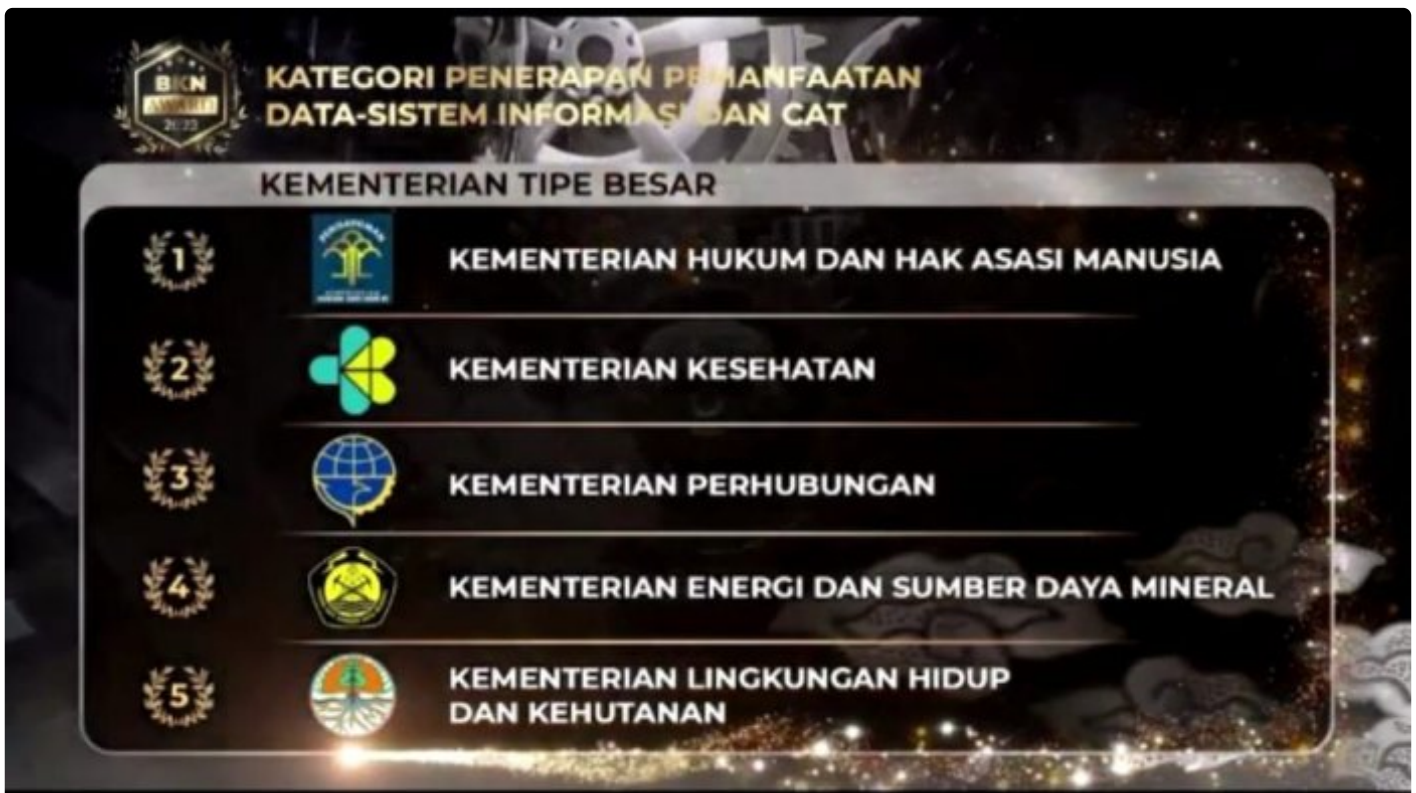 BKN
AWARD
2022
KATEGORI PENERAPAN PEMANFAATAN
DATA-SISTEM INFORMASI DAN CAT
KEMENTERIAN TIPE BESAR
1
PENGAYOMAN
KEMENTERIAN HUKUM DAN HAK ASASI MANUSIA
2
KEMENTERIAN KESEHATAN
3
KEMENTERIAN PERHUBUNGAN
4
KEMENTERIAN ENERGI DAN SUMBER DAYA MINERAL
5
KEMENTERIAN LINGKUNGAN HIDUP
DAN KEHUTANAN